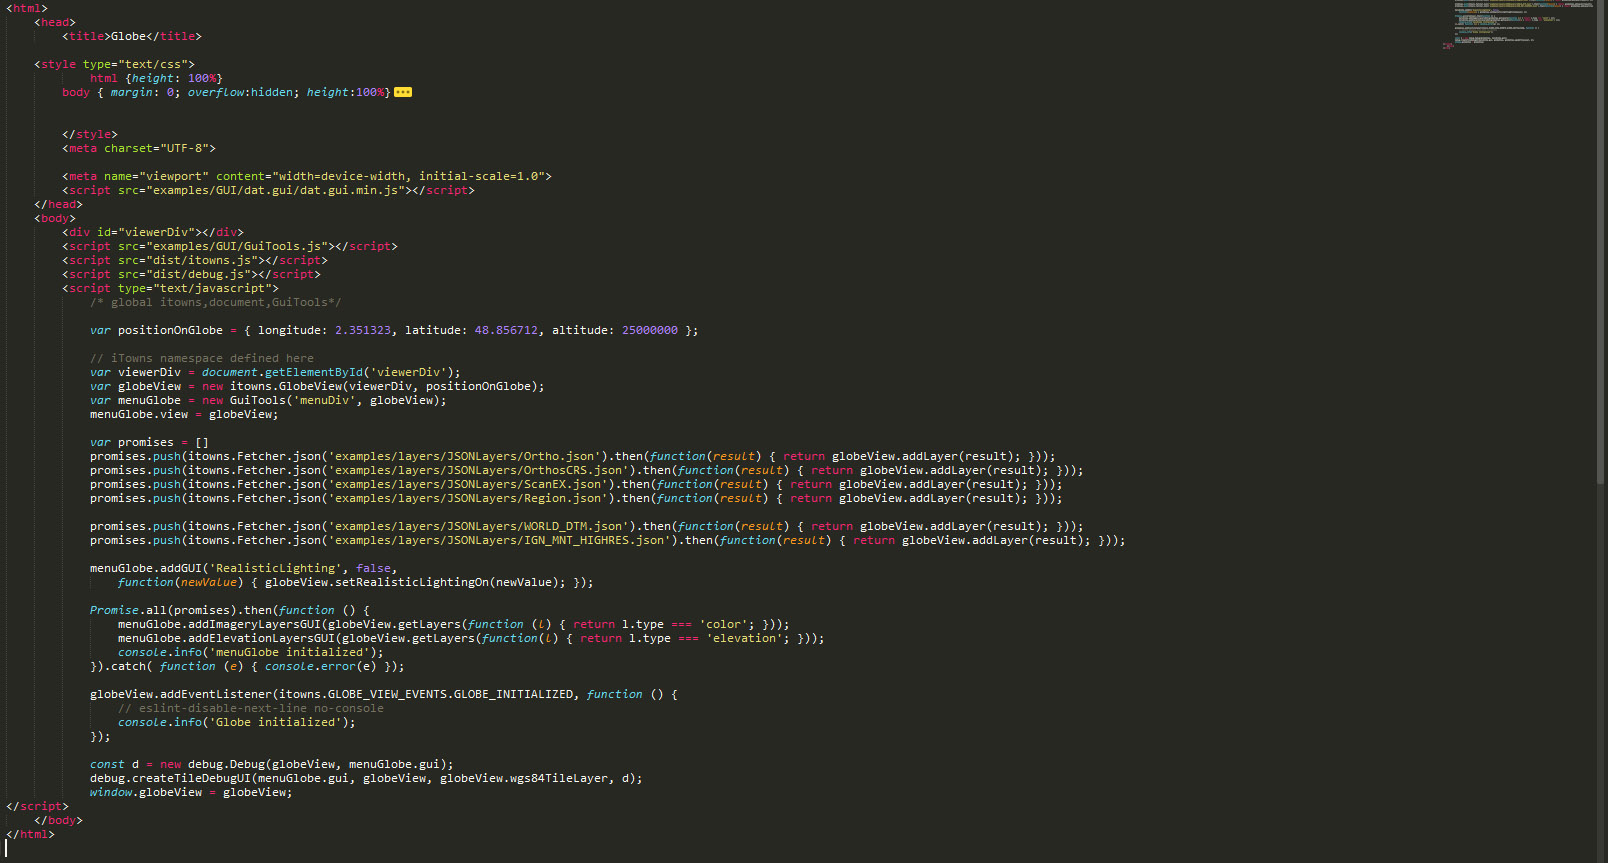 <html>
<head>
<title>Globe</title>
<style type="text/css">
html {height: 100%}
body { margin: 0; overflow:hidden; height:100%}
</style>
<meta charset="UTF-8">
<meta name="viewport" content="width=device-width, initial-scale=1.0">
<script src="examples/GUI/dat.gui/dat.gui.min.js"></script>
</head>
<body>
<div id="viewerDiv"></div>
<script src="examples/GUI/GuiTools.js"></script>
<script src="dist/itowns.js"></script>
<script src="dist/debug.js"></script>
<script type="text/javascript">
/* global itowns,document,GuiTools*/
var positionOnGlobe = { longitude: 2.351323, latitude: 48.856712, altitude: 25000000 };
// iTowns namespace defined here
var viewerDiv = document.getElementById('viewerDiv');
var globeView = new itowns.GlobeView(viewerDiv, positionOnGlobe);
var menuGlobe = new GuiTools('menuDiv', globeView);
menuGlobe.view = globeView;
var promises = []
promises.push(itowns.Fetcher.json('examples/layers/JSONLayers/Ortho.json').then(function(result) { return globeView.addLayer(result); }));
promises.push(itowns.Fetcher.json('examples/layers/JSONLayers/OrthosCRS.json').then(function(result) { return globeView.addLayer(result); }));
promises.push(itowns.Fetcher.json('examples/layers/JSONLayers/ScanEX.json').then(function(result) { return globeView.addLayer(result); }));
promises.push(itowns.Fetcher.json('examples/layers/JSONLayers/Region.json').then(function(result) { return globeView.addLayer(result); }));
promises.push(itowns.Fetcher.json('examples/layers/JSONLayers/WORLD_DTM.json').then(function(result) { return globeView.addLayer(result); }));
promises.push(itowns.Fetcher.json('examples/layers/JSONLayers/IGN_MNT_HIGHRES.json').then(function(result) { return globeView.addLayer(result); }));
menuGlobe.addGUI('RealisticLighting', false,
function(newValue) { globeView.setRealisticLightingOn(newValue); });
Promise.all(promises).then(function () {
menuGlobe.addImageryLayersGUI(globeView.getLayers(function (l) { return l.type === 'color'; }));
menuGlobe.addElevationLayersGUI(globeView.getLayers(function(l) { return l.type === 'elevation'; }));
console.info('menuGlobe initialized');
}).catch( function (e) { console.error(e) });
globeView.addEventListener(itowns.GLOBE_VIEW_EVENTS.GLOBE_INITIALIZED, function () {
// eslint-disable-next-line no-console
console.info('Globe initialized');
});
const d = new debug.Debug(globeView, menuGlobe.gui);
debug.createTileDebugUI(menuGlobe.gui, globeView, globeView.wgs84TileLayer, d);
window.globeView = globeView;
</script>
</body>
</html>